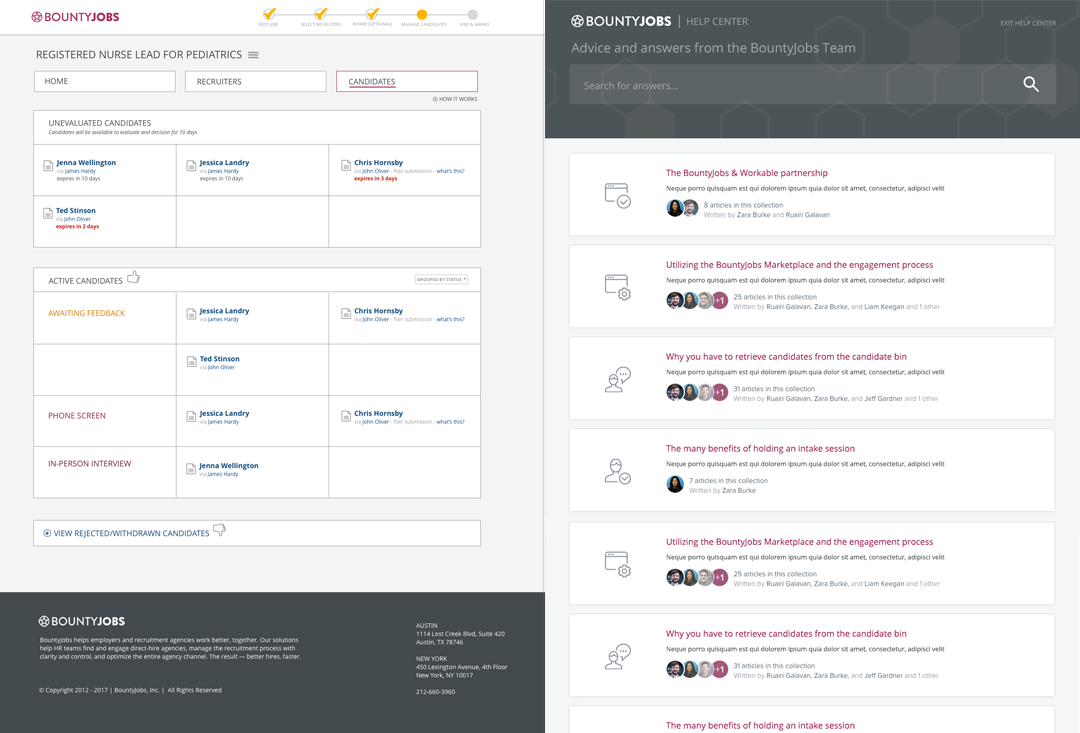 BOUNTYJOBS
POST JOB
SELECT RECRUITERS
INTAKE (OPTIONAL)
MANAGE CANDIDATES
HIRE & AWARD
REGISTERED NURSE LEAD FOR PEDIATRICS
HOME
RECRUITERS
CANDIDATES
HOW IT WORKS
UNEVALUATED CANDIDATES
Candidates will be available to evaluate and decision for 10 days
Jenna Wellington
via James Hardy
expires in 10 days
Jessica Landry
via James Hardy
expires in 10 days
Chris Hornsby
via John Oliver - flier submission - what's this?
expires in 3 days
Ted Stinson
via John Oliver
expires in 2 days
ACTIVE CANDIDATES
GROUPED BY STATUS
AWAITING FEEDBACK
Jessica Landry
via James Hardy
Chris Hornsby
via John Oliver - flier submission - what's this?
Ted Stinson
via John Oliver
PHONE SCREEN
Jessica Landry
via James Hardy
Chris Hornsby
via John Oliver - flier submission - what's this?
IN-PERSON INTERVIEW
Jenna Wellington
via James Hardy
VIEW REJECTED/WITHDRAWN CANDIDATES
BOUNTYJOBS
BountyJobs helps employers and recruitment agencies work better, together. Our solutions
help HR teams find and engage direct-hire agencies, manage the recruitment process with
clarity and control, and optimize the entire agency channel. The result — better hires, faster.
© Copyright 2012 - 2017 | BountyJobs, Inc. | All Rights Reserved
AUSTIN
1114 Lost Creek Blvd, Suite 420
Austin, TX 78746
NEW YORK
450 Lexington Avenue, 4th Floor
New York, NY 10017
212-660-3960
BOUNTYJOBS | HELP CENTER
EXIT HELP CENTER
Advice and answers from the BountyJobs Team
Search for answers...
The BountyJobs & Workable partnership
Neque porro quisquam est qui dolorem ipsum quia dolor sit amet, consectetur, adipisci velit
8 articles in this collection
Written by Zara Burke and Ruairi Galavan
Utilizing the BountyJobs Marketplace and the engagement process
Neque porro quisquam est qui dolorem ipsum quia dolor sit amet, consectetur, adipisci velit
+1
25 articles in this collection
Written by Ruairi Galavan, Zara Burke, and Liam Keegan and 1 other
Why you have to retrieve candidates from the candidate bin
Neque porro quisquam est qui dolorem ipsum quia dolor sit amet, consectetur, adipisci velit
+1
31 articles in this collection
Written by Ruairi Galavan, Zara Burke, and Jeff Gardner and 1 other
The many benefits of holding an intake session
Neque porro quisquam est qui dolorem ipsum quia dolor sit amet, consectetur, adipisci velit
7 articles in this collection
Written by Zara Burke
Utilizing the BountyJobs Marketplace and the engagement process
Neque porro quisquam est qui dolorem ipsum quia dolor sit amet, consectetur, adipisci velit
+1
25 articles in this collection
Written by Ruairi Galavan, Zara Burke, and Liam Keegan and 1 other
Why you have to retrieve candidates from the candidate bin
Neque porro quisquam est qui dolorem ipsum quia dolor sit amet, consectetur, adipisci velit
+1
31 articles in this collection
Written by Ruairi Galavan, Zara Burke, and Jeff Gardner and 1 other
The many benefits of holding an intake session